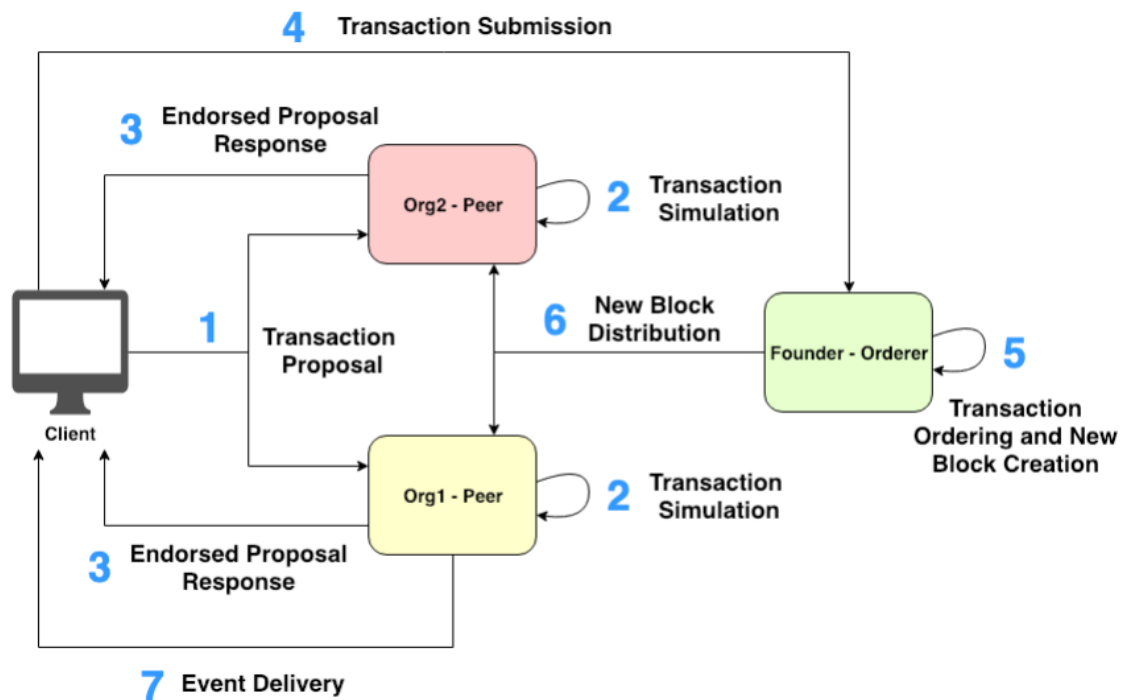 4 Transaction Submission
3 Endorsed Proposal
Response
Org2 - Peer
2 Transaction
Simulation
1 Transaction
Proposal
6 New Block
Distribution
Founder - Orderer
5
Transaction
Ordering and New
Block Creation
Client
Org1 - Peer
2 Transaction
Simulation
3 Endorsed Proposal
Response
7 Event Delivery